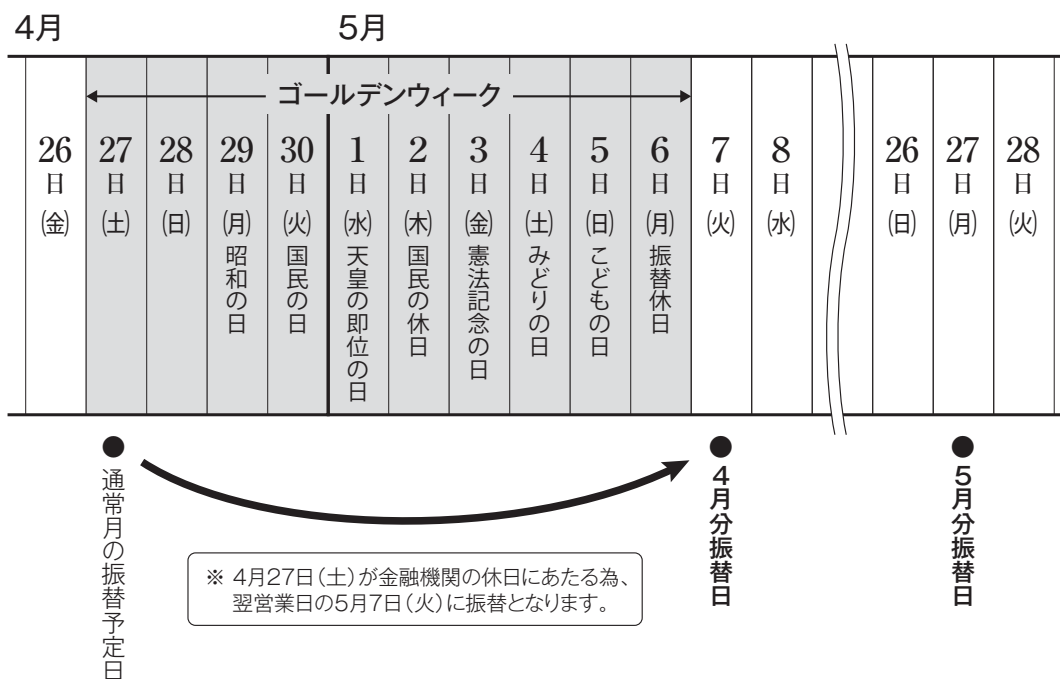 4月
5月
ゴールデンウィーク
26日(金)
27日(土)
28日(日)
29日(月)昭和の日
30日(火)国民の日
1日(水)天皇の即位の日
2日(木)国民の休日
3日(金)憲法記念の日
4日(土)みどりの日
5日(日)こどもの日
6日(月)振替休日
7日(火)
8日(水)
26日(日)
27日(月)
28日(火)
●通常月の振替予定日
●4月分振替日
●5月分振替日
※ 4月27日(土)が金融機関の休日にあたる為、
翌営業日の5月7日(火)に振替となります。